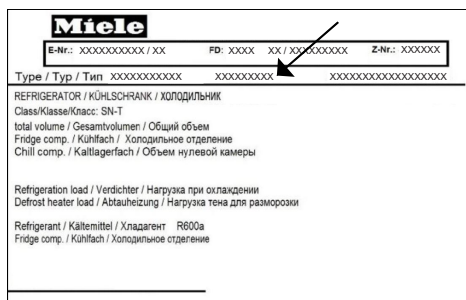 Miele
E-Nr.: XXXXXXXXXX / XX FD: XXXX XX / XXXXXXXXX Z-Nr.: XXXXXX
Type / Typ / Тип XXXXXXXXXXX XXXXXXXXX XXXXXXXXXXXXXXXXXX
REFRIGERATOR / KÜHLSCHRANK / ХОЛОДИЛЬНИК
Class/Klasse/Класс: SN-T
total volume / Gesamtvolumen / Общий объем
Fridge comp. / Kühlfach / Холодильное отделение
Chill comp. / Kaltlagerfach / Объем нулевой камеры
Refrigeration load / Verdichter / Нагрузка при охлаждении
Defrost heater load / Abtauheizung / Нагрузка тена для разморозки
Refrigerant / Kältemittel / Хладагент R600a
Fridge comp. / Kühlfach / Холодильное отделение